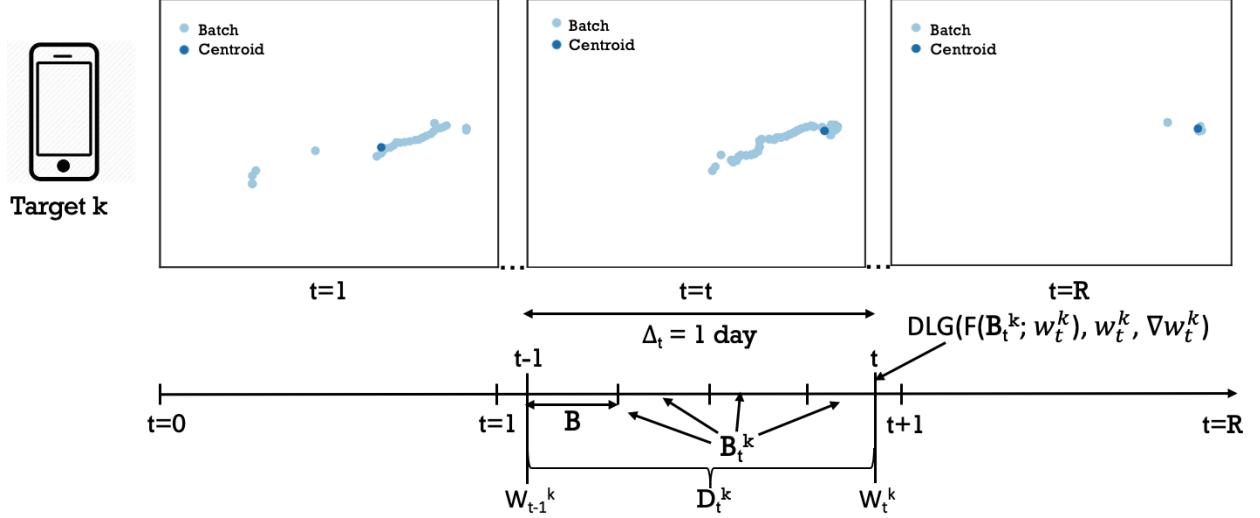 Batch
Centroid
Batch
Centroid
Batch
Centroid
Target k
...
...
t=1
t=t
t=R
Δₜ = 1 day
DLG(F(Bₜᵏ; wₜᵏ), wₜᵏ, ∇wₜᵏ)
t-1
t
t=0
t=1
B
Bₜᵏ
t+1
t=R
Wₜ₋₁ᵏ
Dₜᵏ
Wₜᵏ